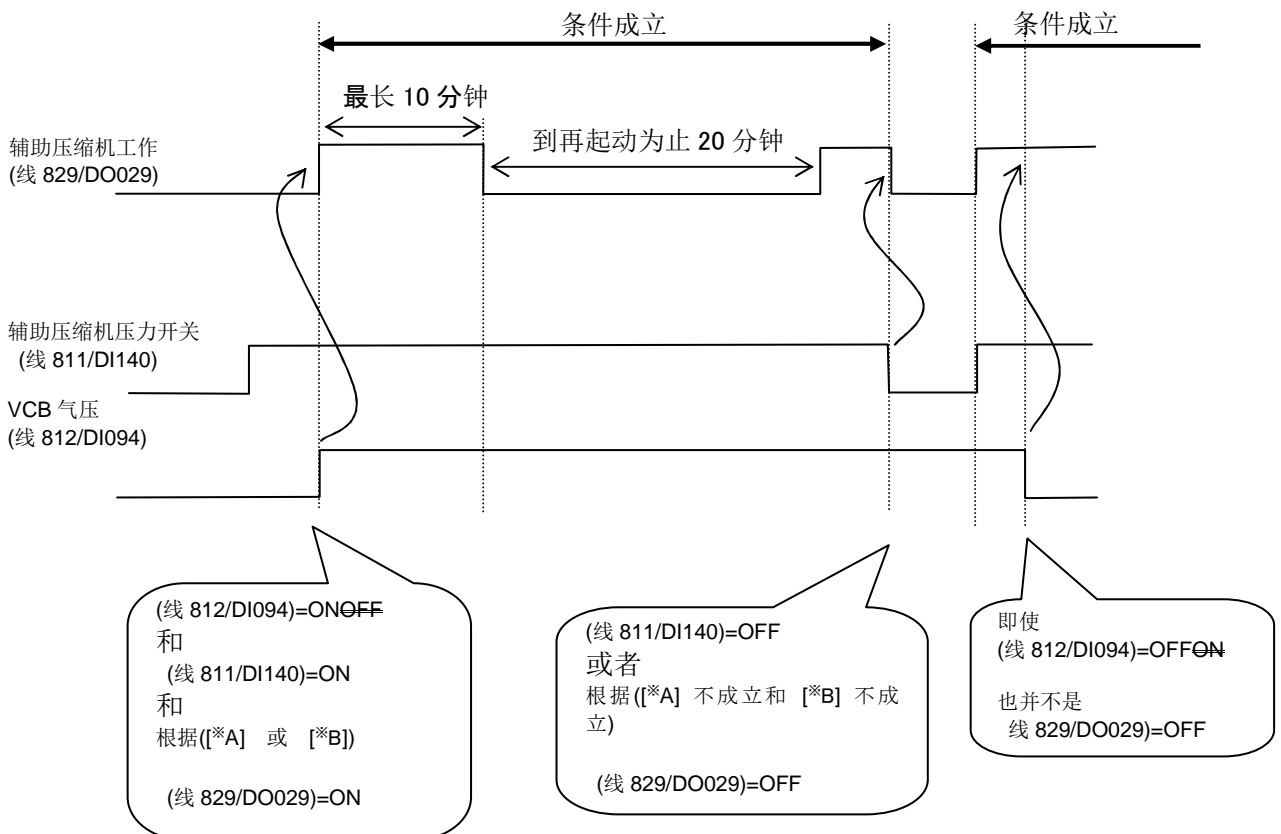 条件成立
条件成立
最长 10 分钟
到再起动为止 20 分钟
辅助压缩机工作
(线 829/DO029)
辅助压缩机压力开关
(线 811/DI140)
VCB 气压
(线 812/DI094)
(线 812/DI094)=ONOFF
和
(线 811/DI140)=ON
和
根据([※A] 或 [※B])
(线 829/DO029)=ON
(线 811/DI140)=OFF
或者
根据([※A] 不成立和 [※B] 不成
立)
(线 829/DO029)=OFF
即使
(线 812/DI094)=OFFON
也并不是
线 829/DO029)=OFF